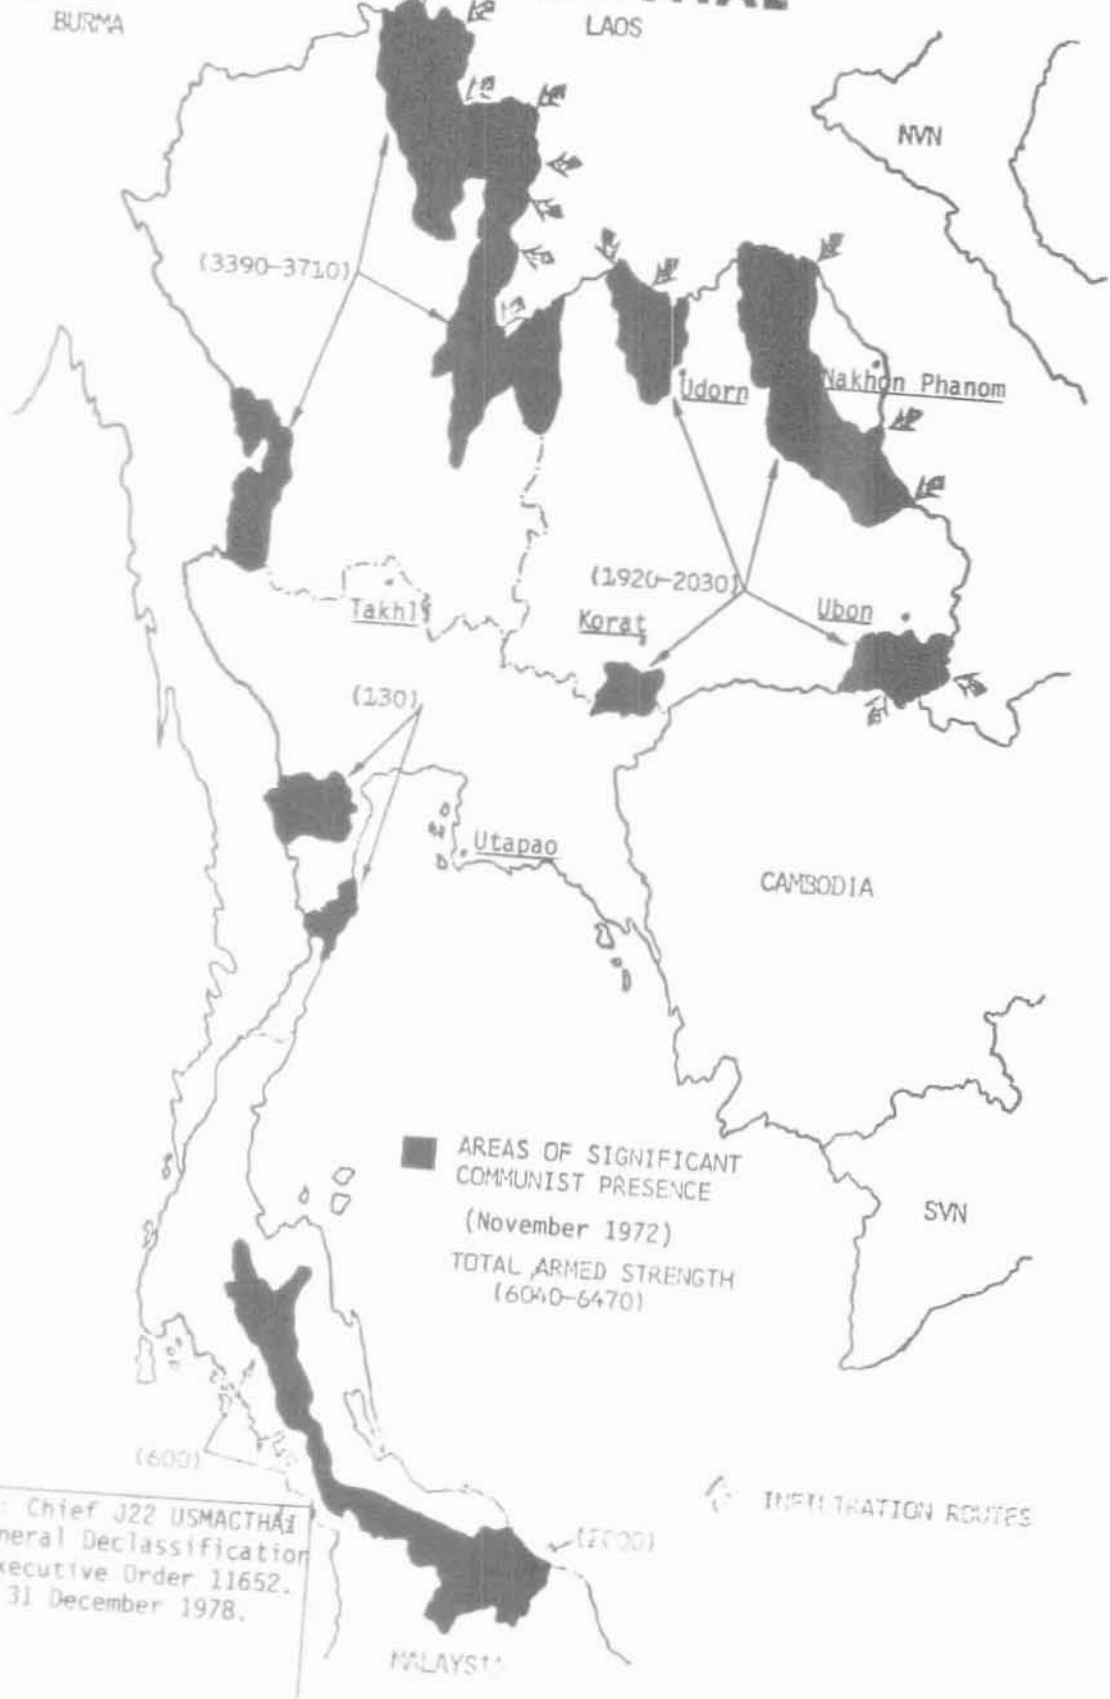 BURMA
LAOS
NVN
(3390-3710)
Udorn
Nakhon Phanom
(1920-2030)
Takhli
Korat
Ubon
(130)
Utapao
CAMBODIA
AREAS OF SIGNIFICANT
COMMUNIST PRESENCE
(November 1972)
TOTAL ARMED STRENGTH
(6040-6470)
SVN
(600)
INFILTRATION ROUTES
: Chief J22 USMACTHAI
neral Declassification
xecutive Order 11652.
31 December 1978.
(2000)
MALAYSIA